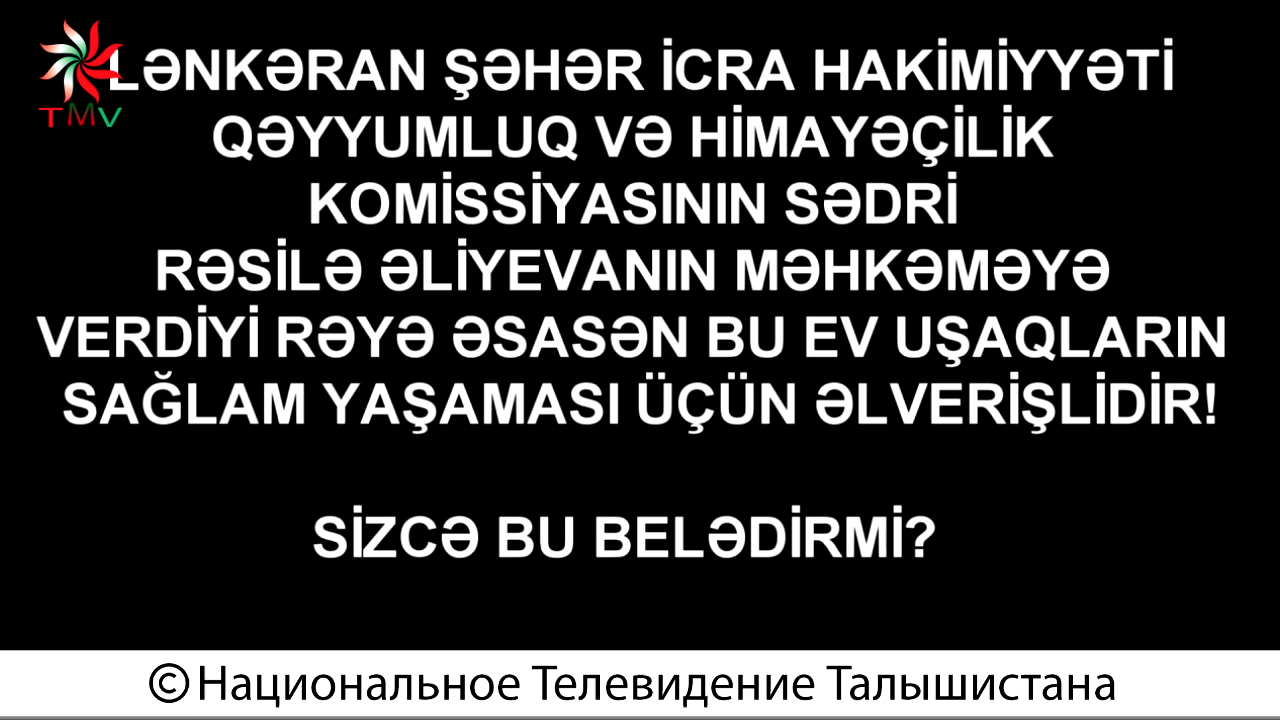 LƏNKƏRAN ŞƏHƏR İCRA HAKİMİYYƏTİ
QƏYYUMLUQ VƏ HİMAYƏÇİLİK
KOMİSSİYASININ SƏDRİ
RƏSİLƏ ƏLİYEVANIN MƏHKƏMƏYƏ
VERDİYİ RƏYƏ ƏSASƏN BU EV UŞAQLARIN
SAĞLAM YAŞAMASI ÜÇÜN ƏLVERİŞLİDİR!
SİZCƏ BU BELƏDİRMİ?
TMV
©Национальное Телевидение Талышистана